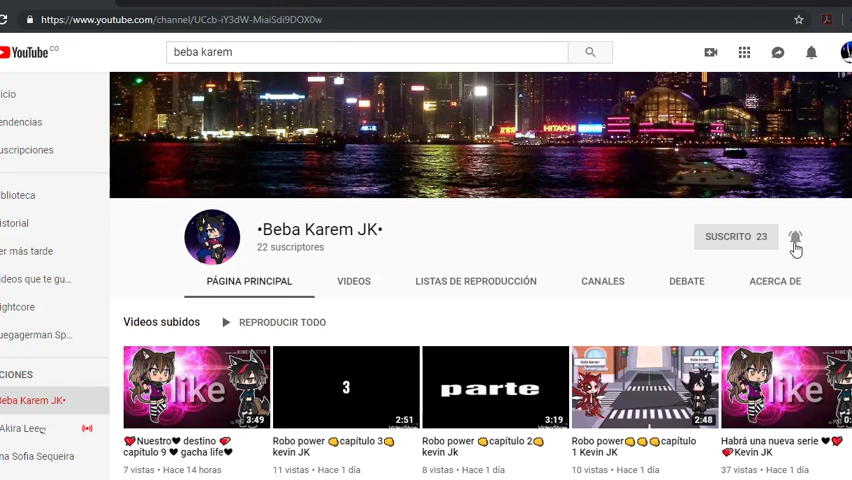 https://www.youtube.com/channel/UCcb-iY3dW-MiaiSdi9DOX0w
YouTube CO
beba karem
HITACHI
icio
endencias
uscripciones
•Beba Karem JK•
22 suscriptores
SUSCRITO 23
iblioteca
istorial
er más tarde
ideos que te gu...
ightcore
uegagerman Sp...
PÁGINA PRINCIPAL VIDEOS LISTAS DE REPRODUCCIÓN CANALES DEBATE ACERCA DE
Videos subidos REPRODUCIR TODO
CIONES
Beba Karem JK•
Akira Lee
na Sofia Sequeira
like
3:49
3
2:51
parte
3:19
2:48
like
❤Nuestro❤ destino 💞
capítulo 9 ❤ gacha life❤
7 vistas • Hace 14 horas
Robo power 👊capítulo 3👊
kevin JK
11 vistas • Hace 1 día
Robo power 👊capítulo 2👊
kevin Jk
8 vistas • Hace 1 día
Robo power 👊👊👊capítulo
1 Kevin JK
10 vistas • Hace 1 día
Habrá una nueva serie ❤❤
💞Kevin JK
37 vistas • Hace 1 día